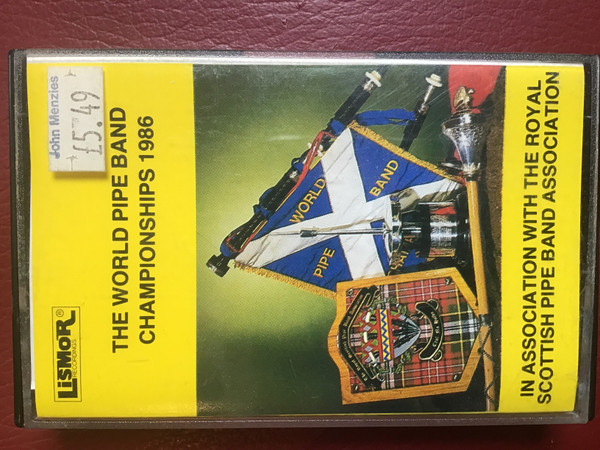 John Menzies
£5.49
THE WORLD PIPE BAND
CHAMPIONSHIPS 1986
LISMOR®
RECORDINGS
WORLD
PIPE BAND
IN ASSOCIATION WITH THE ROYAL
SCOTTISH PIPE BAND ASSOCIATION